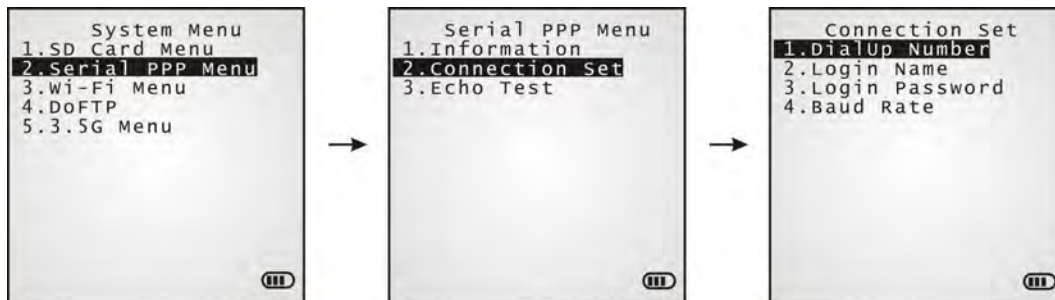 System Menu
1.SD Card Menu
2.Serial PPP Menu
3.Wi-Fi Menu
4.DoFTP
5.3.5G Menu
Serial PPP Menu
1.Information
2.Connection Set
3.Echo Test
Connection Set
1.DialUp Number
2.Login Name
3.Login Password
4.Baud Rate